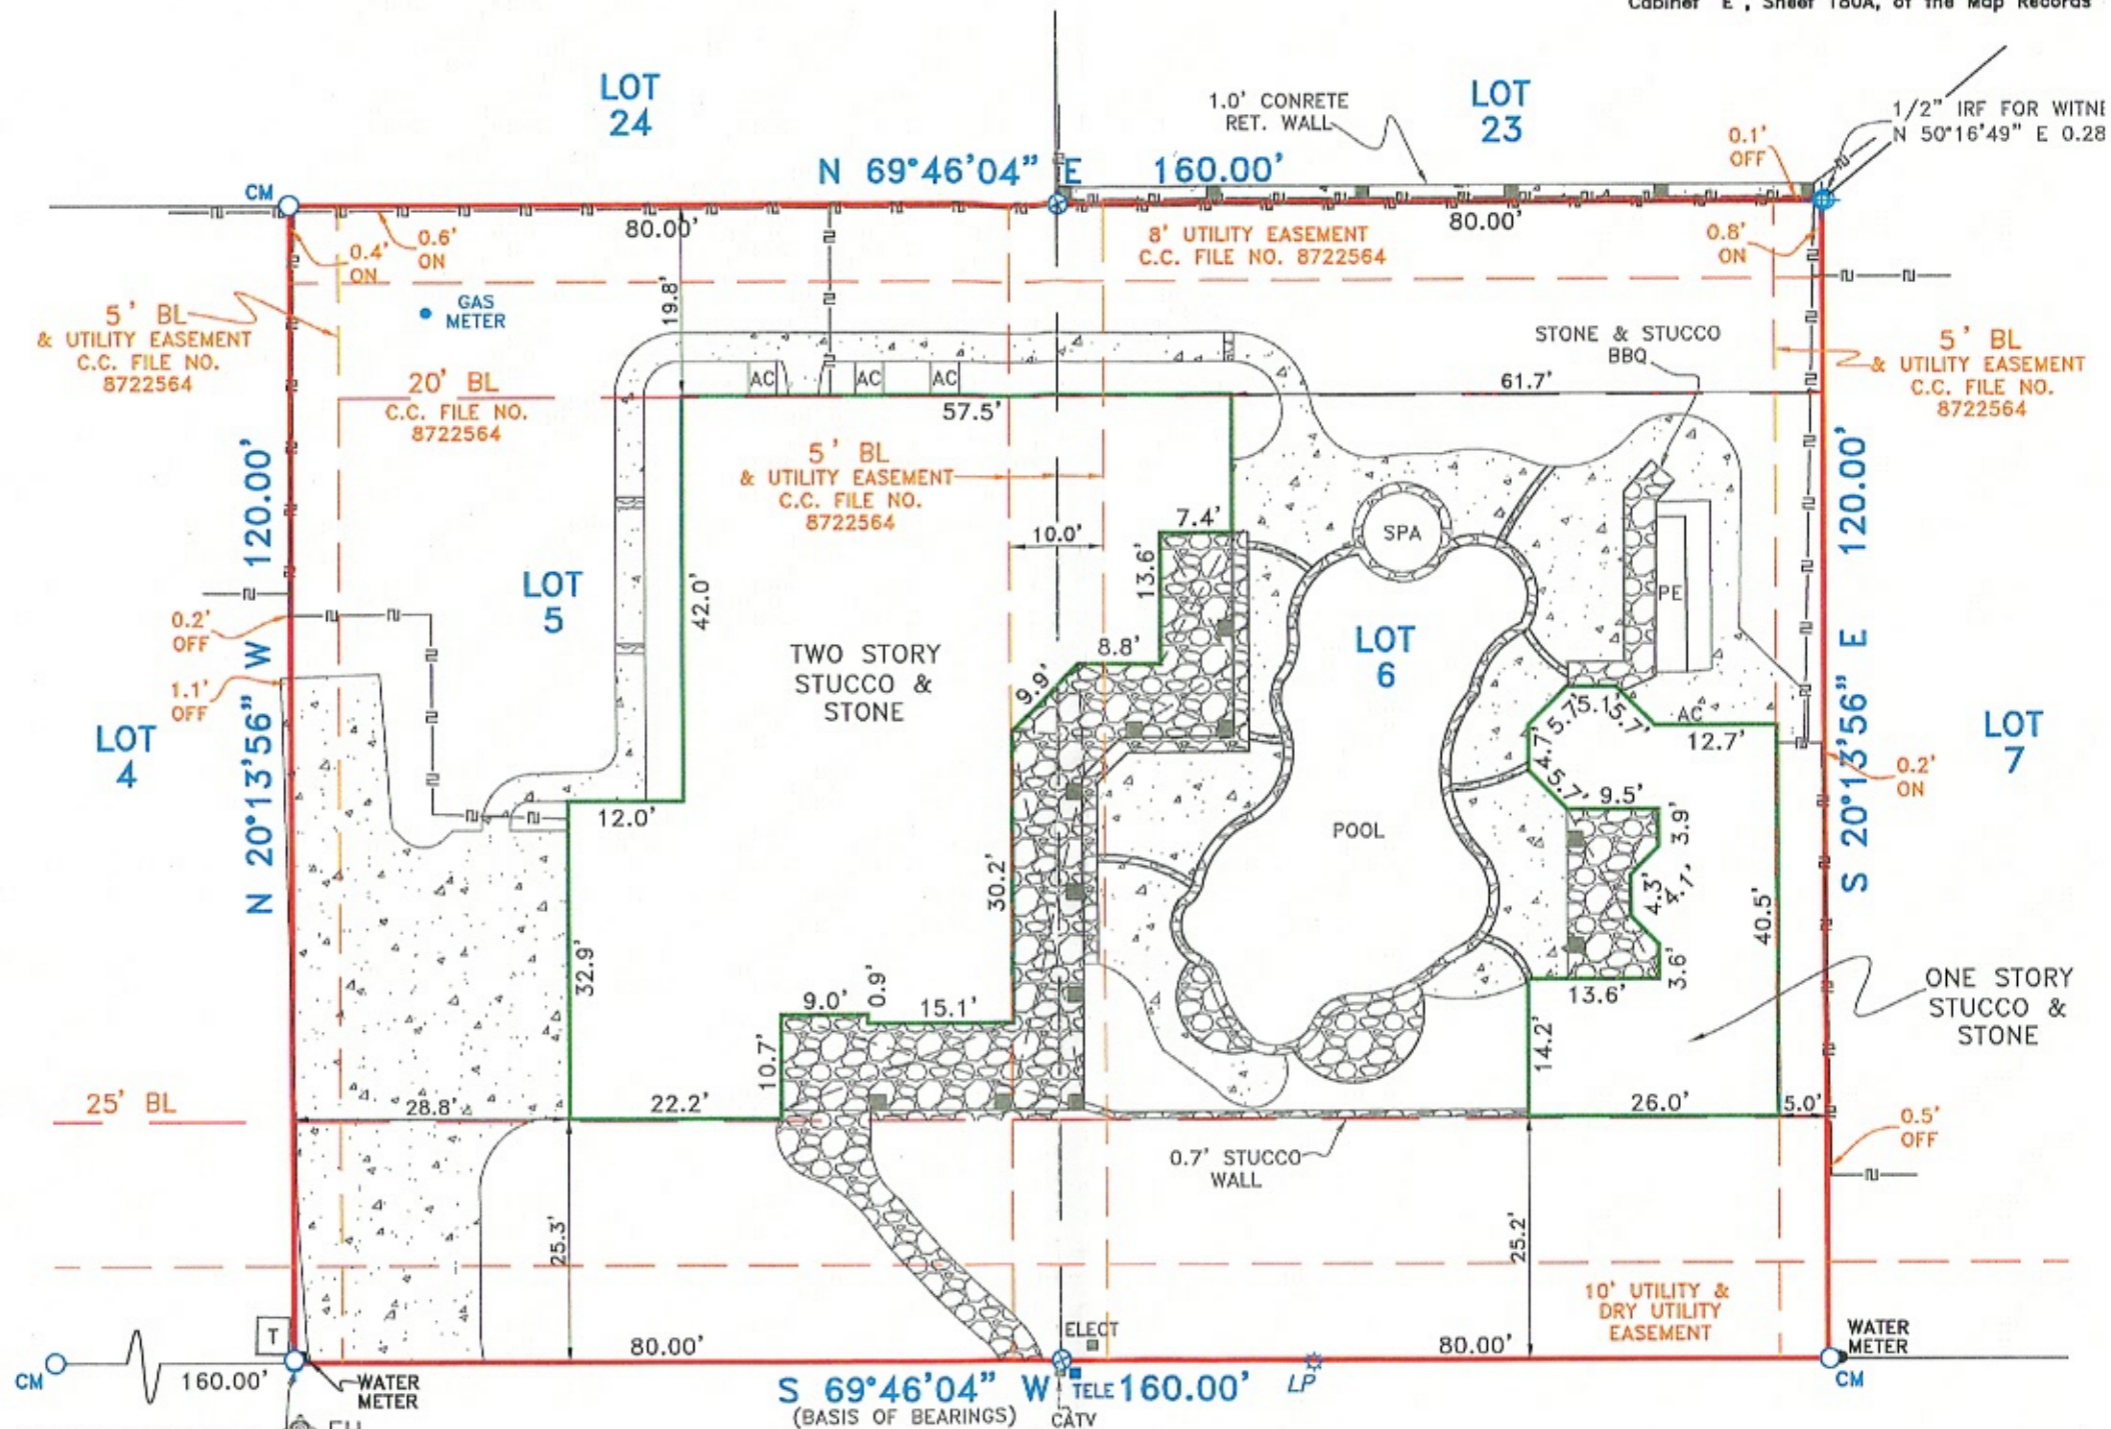 Cabinet "E", Sheet 180A, of the Map Records
LOT
24
1.0' CONRETE
RET. WALL
LOT
23
0.1'
OFF
1/2" IRF FOR WITNE
N 50°16'49" E 0.28
N 69°46'04" E 160.00'
CM
80.00'
80.00'
0.4'
ON
0.6'
ON
8' UTILITY EASEMENT
C.C. FILE NO. 8722564
0.8'
ON
5' BL
& UTILITY EASEMENT
C.C. FILE NO.
8722564
GAS
METER
19.8'
STONE & STUCCO
BBQ
5' BL
& UTILITY EASEMENT
C.C. FILE NO.
8722564
20' BL
C.C. FILE NO.
8722564
AC
AC
AC
57.5'
61.7'
5' BL
& UTILITY EASEMENT
C.C. FILE NO.
8722564
10.0'
7.4'
SPA
13.6'
N 20°13'56" W 120.00'
S 20°13'56" E 120.00'
LOT
5
42.0'
PE
0.2'
OFF
1.1'
OFF
TWO STORY
STUCCO &
STONE
8.8'
9.9'
LOT
6
LOT
4
LOT
7
5.7'
5.1'
5.7'
AC
12.7'
4.7'
5.7'
9.5'
3.9'
0.2'
ON
12.0'
POOL
30.2'
4.3'
4.1'
40.5'
32.9'
9.0'
0.9'
15.1'
3.6'
13.6'
ONE STORY
STUCCO &
STONE
10.7'
14.2'
25' BL
28.8'
22.2'
26.0'
5.0'
0.5'
OFF
0.7' STUCCO
WALL
25.3'
25.2'
10' UTILITY &
DRY UTILITY
EASEMENT
T
80.00'
ELECT
80.00'
WATER
METER
CM
160.00'
WATER
METER
S 69°46'04" W
TELE
160.00'
LP
CM
(BASIS OF BEARINGS)
CATV